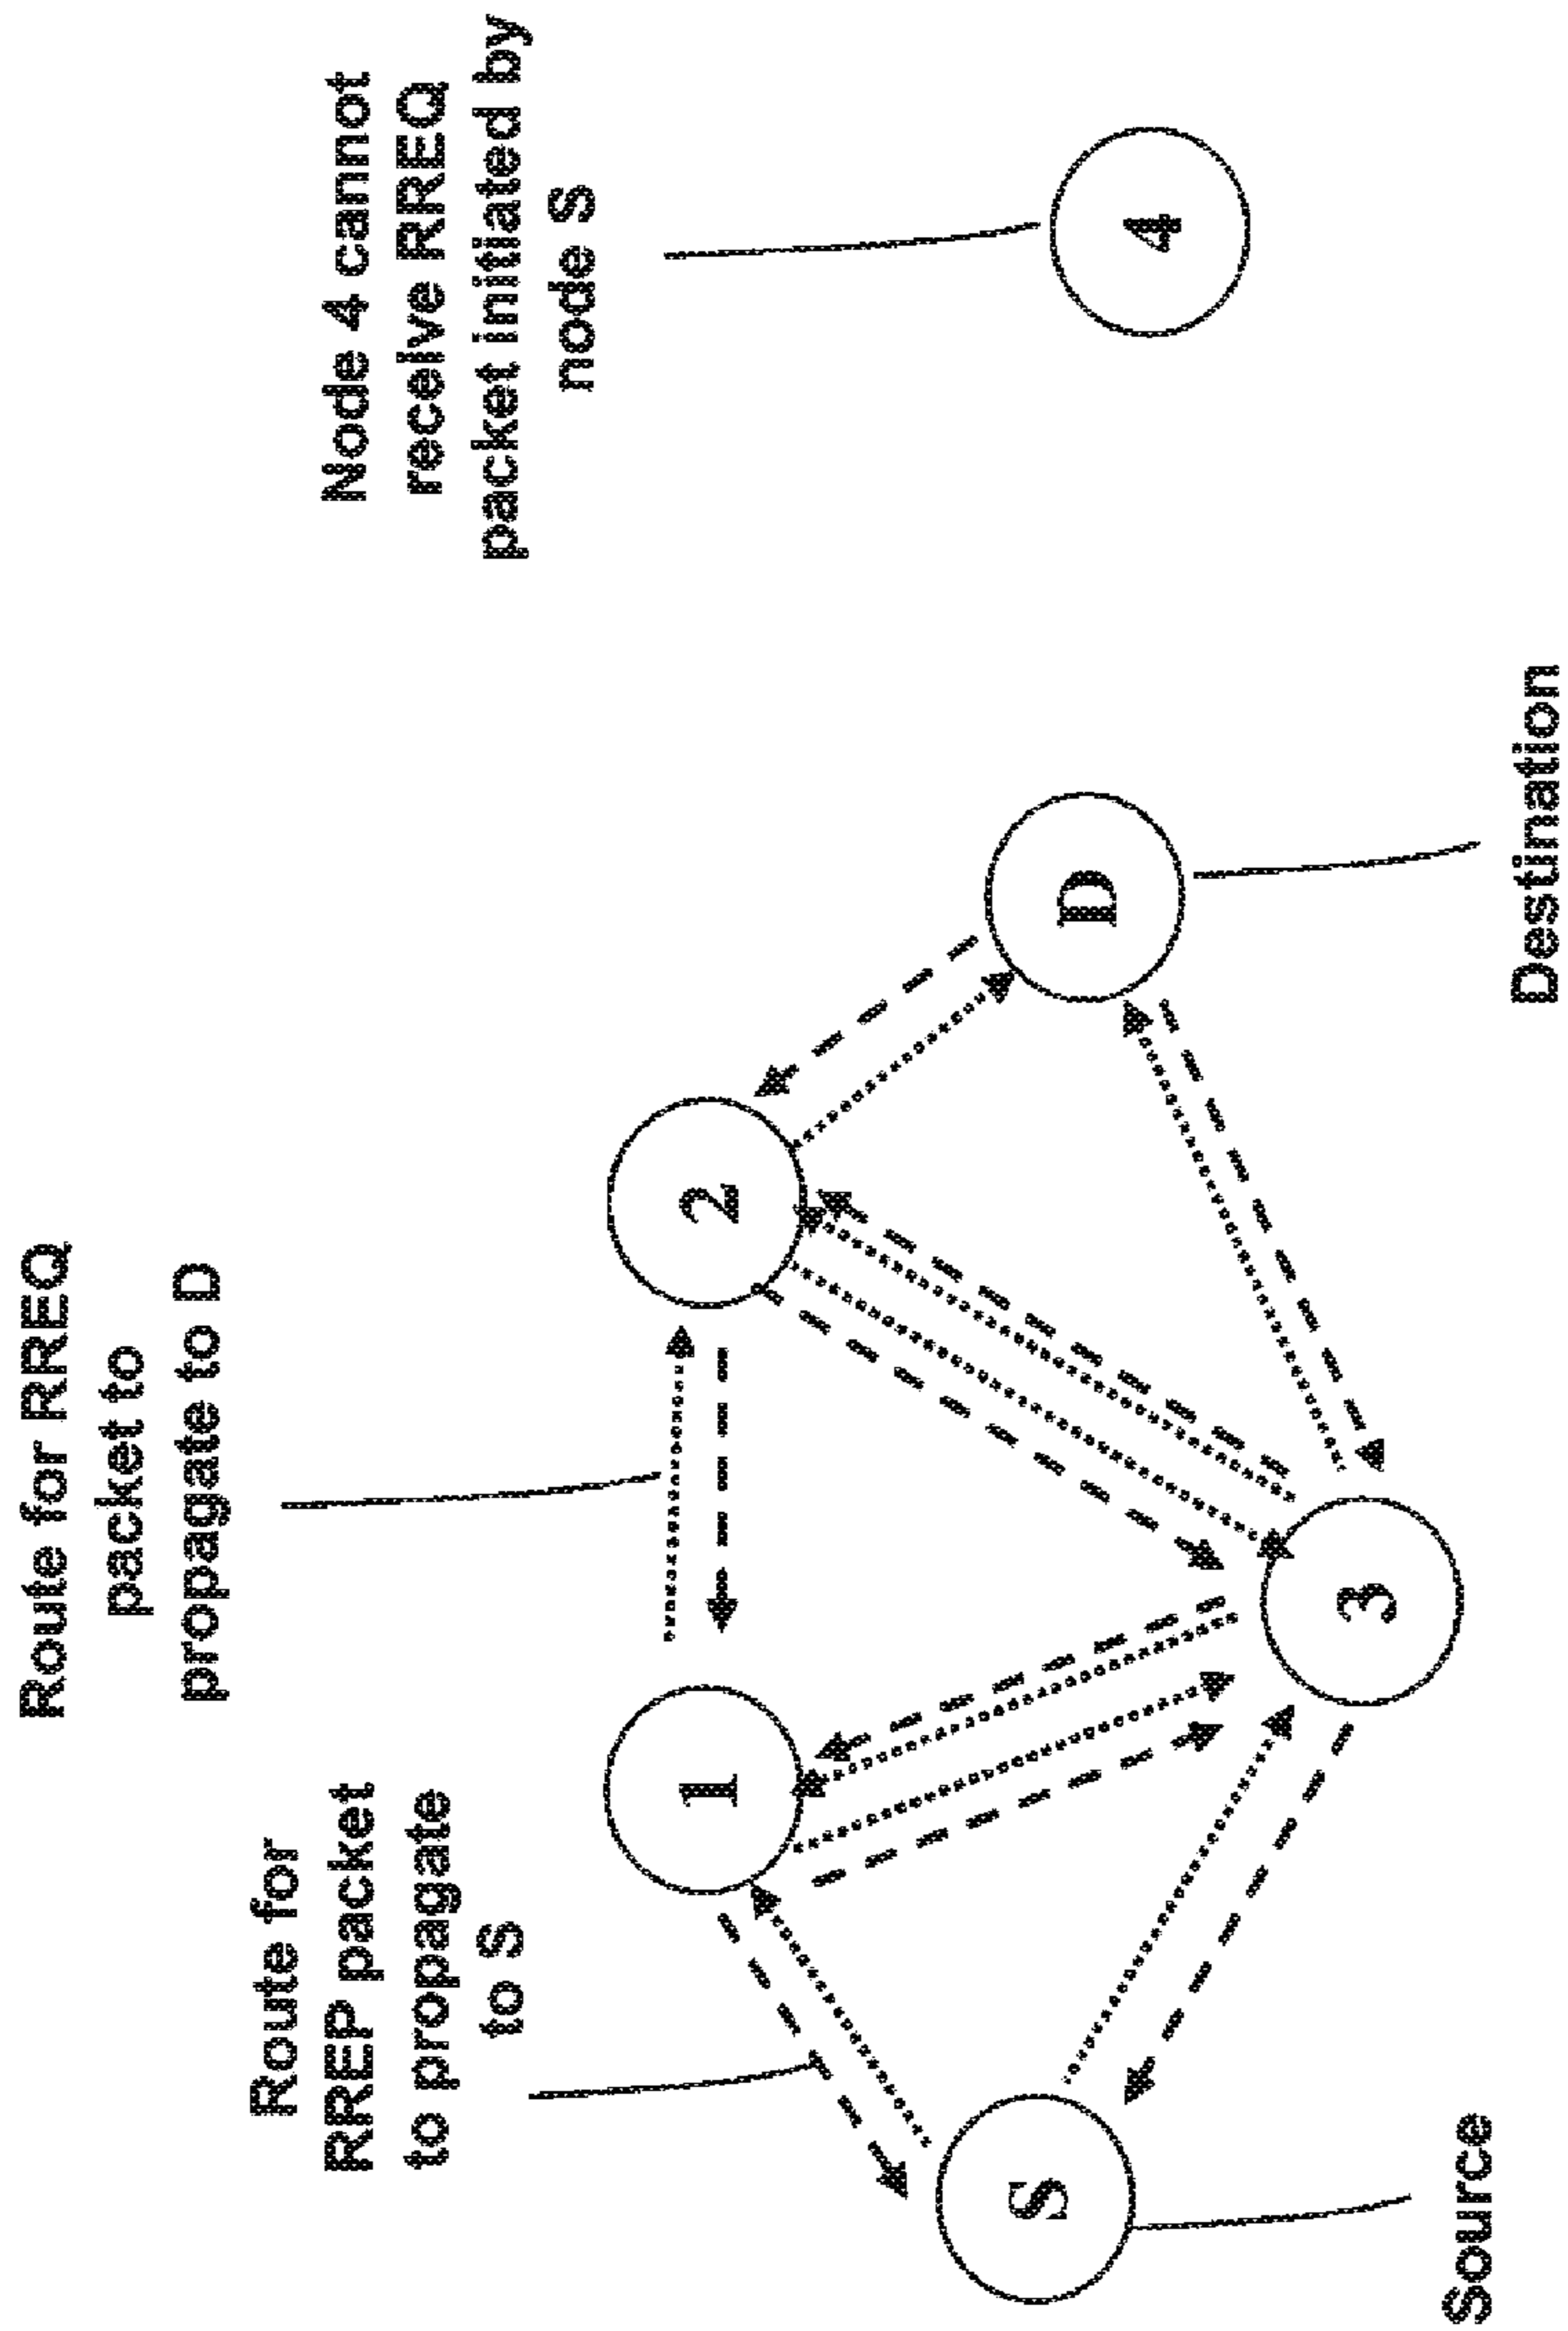 Route for RREQ
packet to
propagate to D
Route for
RREP packet
to propagate
to S
Node 4 cannot
receive RREQ
packet initiated by
node S
1
2
S
D
4
3
Source
Destination